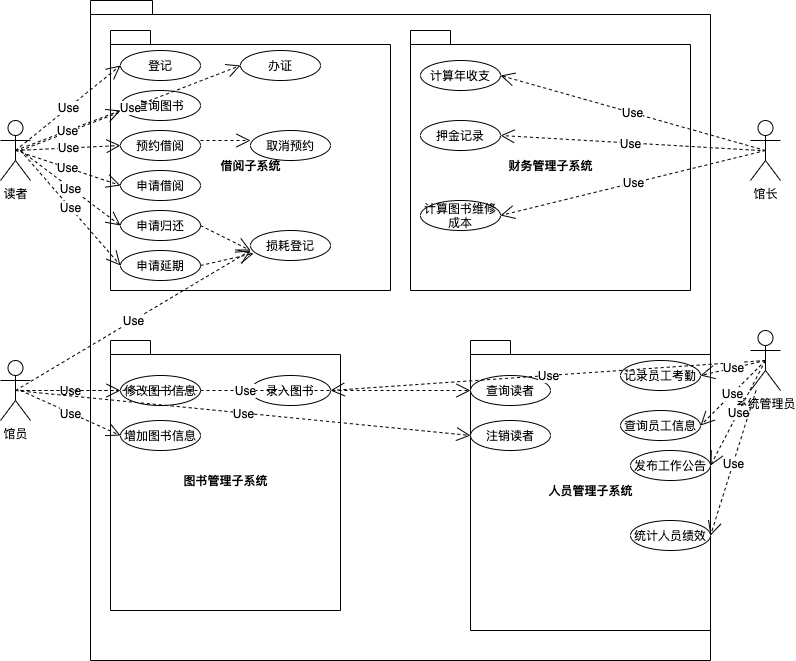 登记
办证
Use
Use
查询图书
Use
预约借阅
取消预约
Use
借阅子系统
Use
申请借阅
Use
申请归还
Use
申请延期
损耗登记
读者
计算年收支
Use
押金记录
Use
财务管理子系统
Use
计算图书维修
成本
馆长
Use
馆员
Use
修改图书信息
Use
录入图书
Use
增加图书信息
Use
图书管理子系统
Use
查询读者
注销读者
记录员工考勤
Use
Use
统管理员
Use
查询员工信息
发布工作公告
Use
人员管理子系统
统计人员绩效